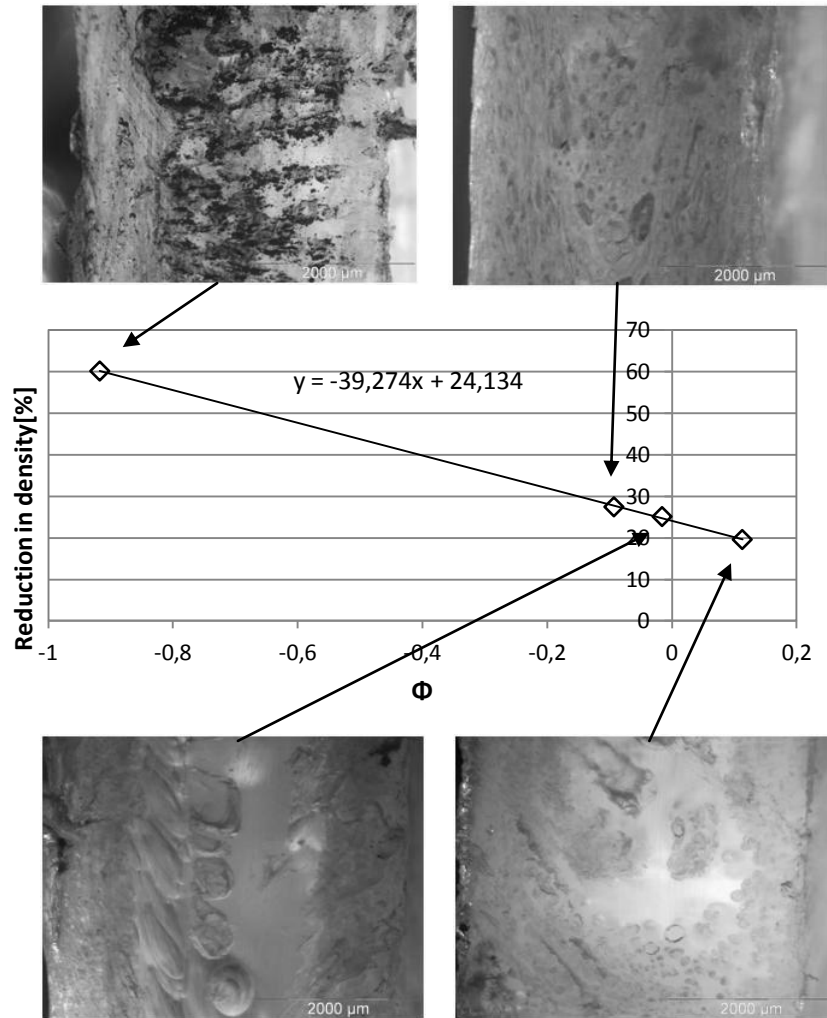 2000 µm
2000 µm
70
60
50
40
30
20
10
0
y = -39,274x + 24,134
Reduction in density[%]
-1
-0,8
-0,6
-0,4
-0,2
0
0,2
Φ
2000 µm
2000 µm